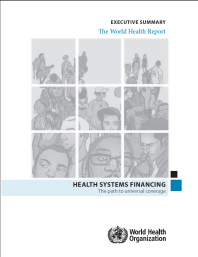 EXECUTIVE SUMMARY
The World Health Report
HEALTH SYSTEMS FINANCING
The path to universal coverage
World Health
Organization